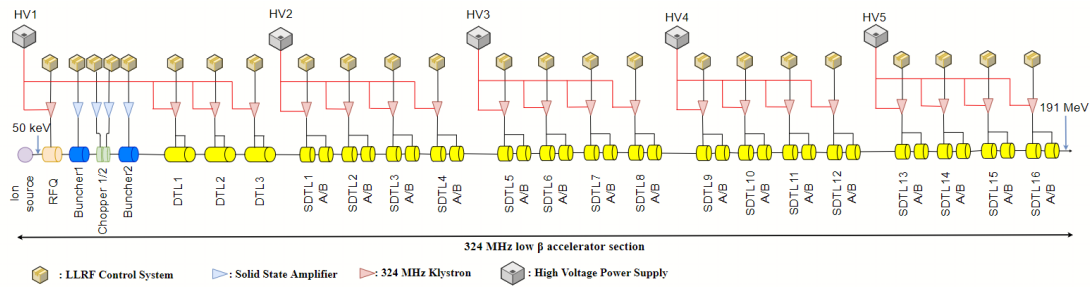 HV1
HV2
HV3
HV4
HV5
50 keV
191 MeV
Ion
source
RFQ
Buncher1
Chopper 1/2
Buncher2
DTL1
DTL2
DTL3
SDTL1
A/B
SDTL2
A/B
SDTL3
A/B
SDTL4
A/B
SDTL5
A/B
SDTL6
A/B
SDTL7
A/B
SDTL8
A/B
SDTL9
A/B
SDTL10
A/B
SDTL11
A/B
SDTL12
A/B
SDTL13
A/B
SDTL14
A/B
SDTL15
A/B
SDTL16
A/B
324 MHz low β accelerator section
: LLRF Control System
: Solid State Amplifier
: 324 MHz Klystron
: High Voltage Power Supply